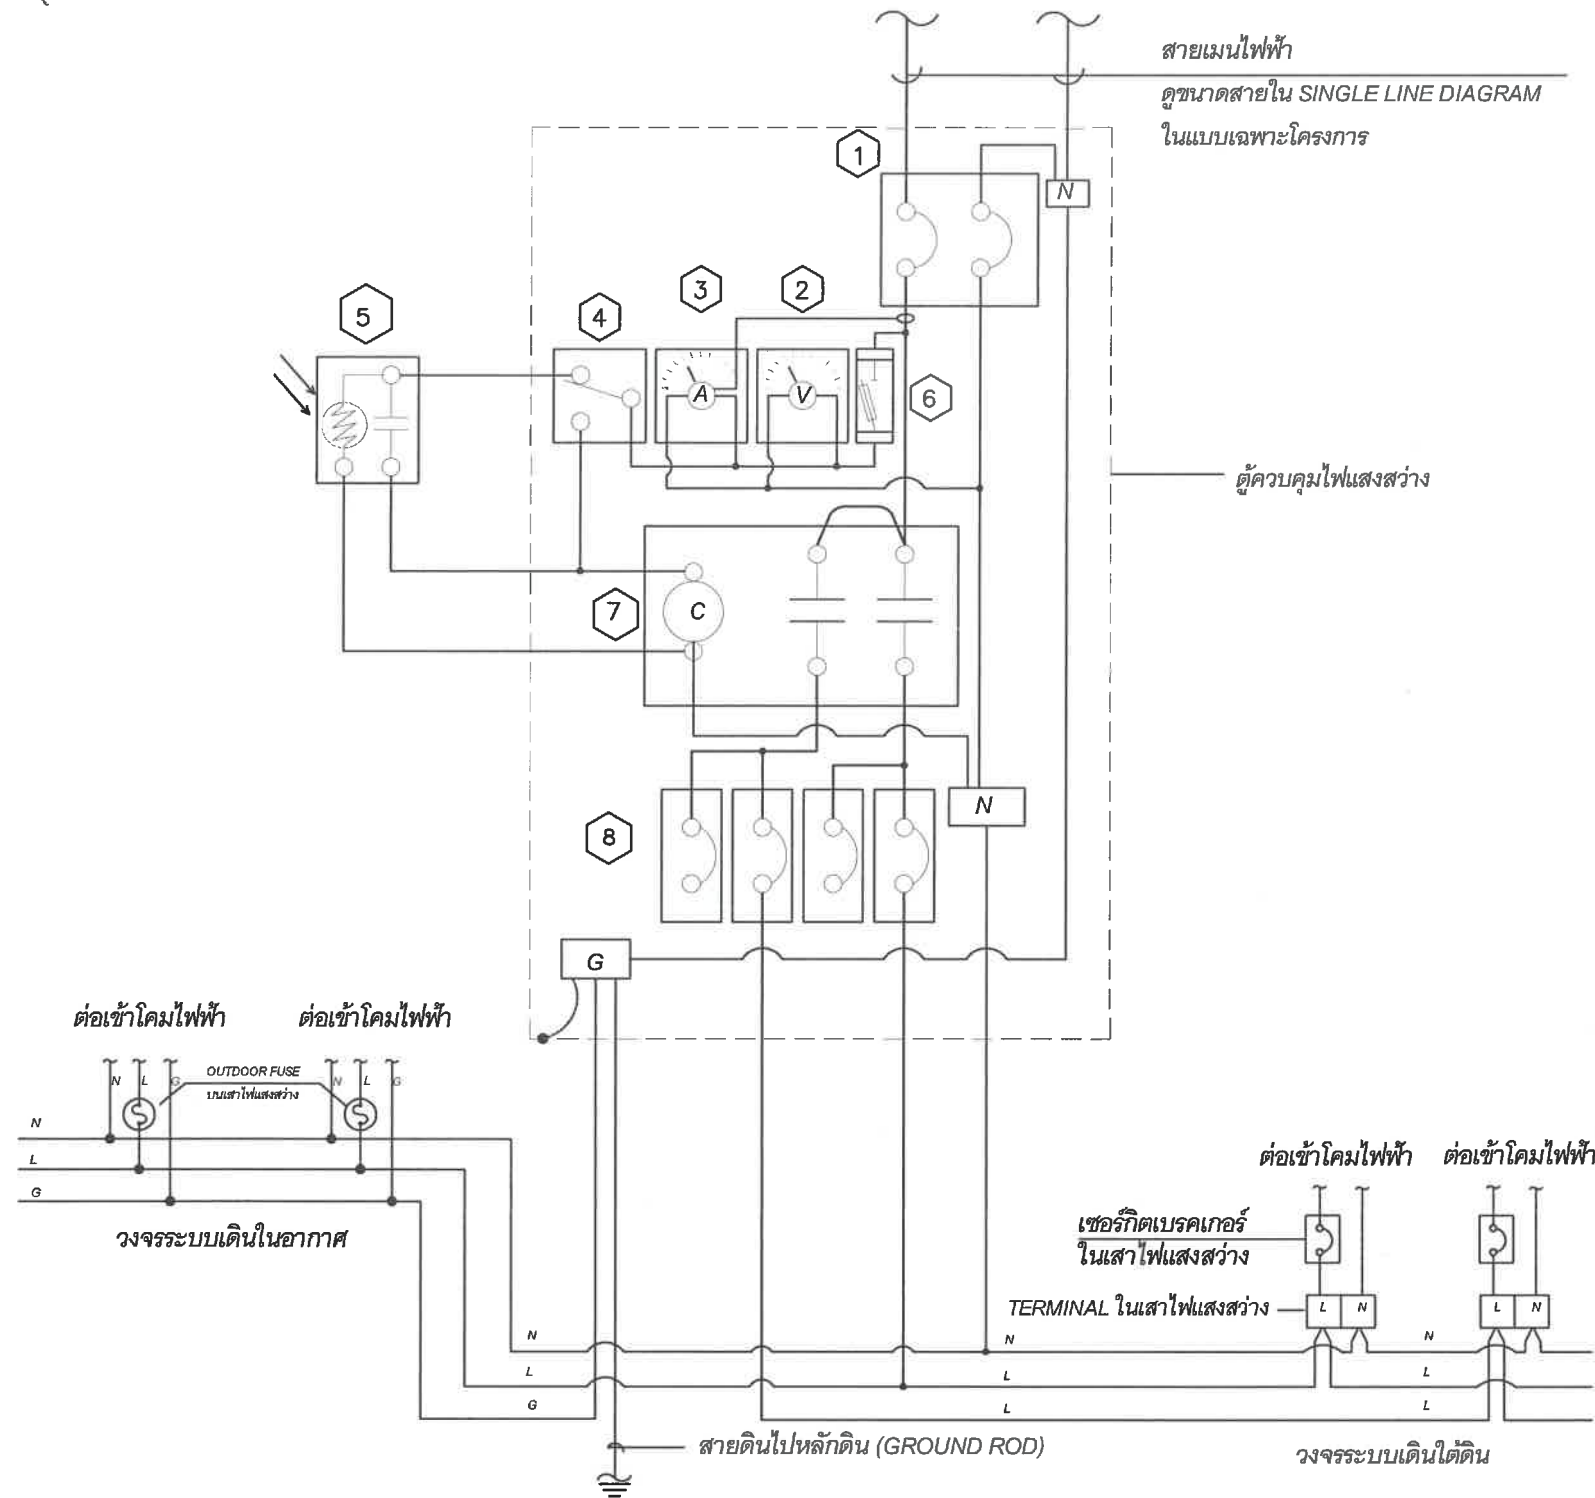 สายเมนไฟฟ้า
ดูขนาดสายใน SINGLE LINE DIAGRAM
ในแบบเฉพาะโครงการ
1
N
5
4
3
2
A
V
6
ตู้ควบคุมไฟแสงสว่าง
7
C
8
N
G
ต่อเข้าโคมไฟฟ้า
ต่อเข้าโคมไฟฟ้า
N L G
OUTDOOR FUSE
บนเสาไฟแสงสว่าง
N L G
N
L
G
วงจรระบบเดินในอากาศ
ต่อเข้าโคมไฟฟ้า
ต่อเข้าโคมไฟฟ้า
เซอร์กิตเบรคเกอร์
ในเสาไฟแสงสว่าง
TERMINAL ในเสาไฟแสงสว่าง
L N
L N
N
N
N
L
L
L
G
L
L
สายดินไปหลักดิน (GROUND ROD)
วงจรระบบเดินใต้ดิน